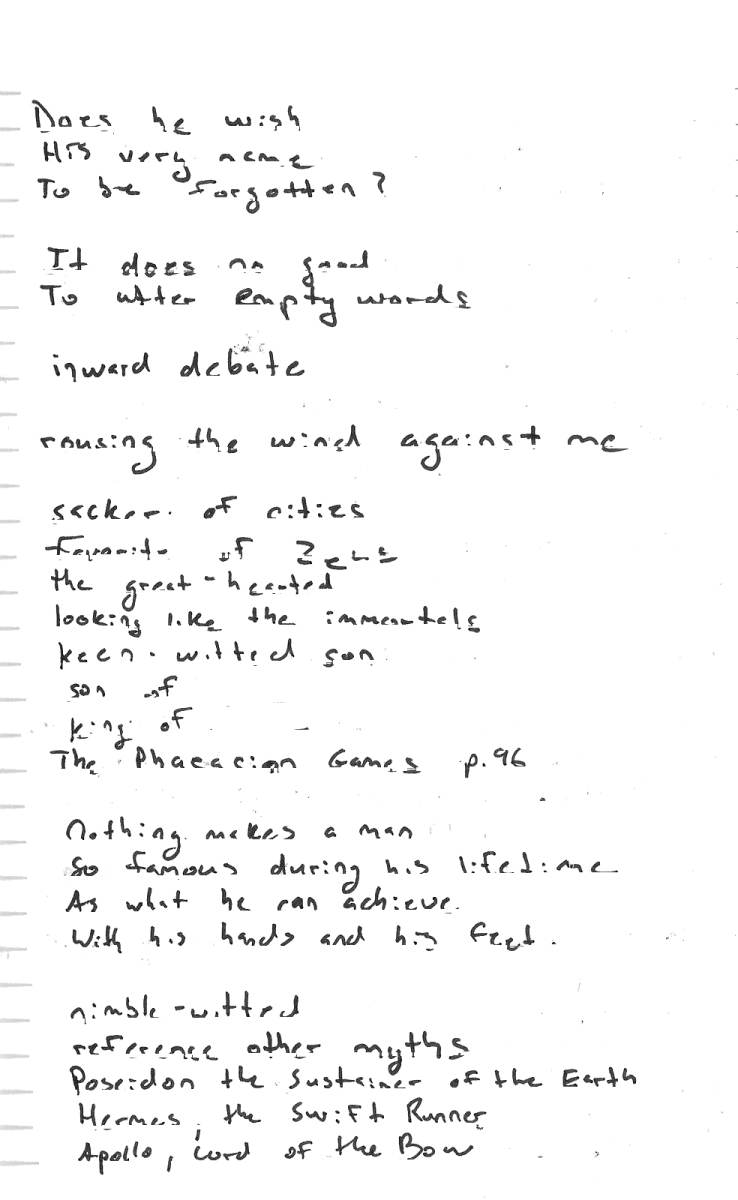 Does he wish
His very name
To be forgotten?
It does no good
To utter empty words
inward debate
rousing the wind against me
sacker of cities
favorite of Zeus
the great-hearted
looking like the immortals
keen-witted son
son of
king of
The Phaeacian Games p.96
Nothing makes a man
So famous during his lifetime
As what he can achieve.
With his hands and his feet.
nimble-witted
reference other myths
Poseidon the Sustainer of the Earth
Hermes, the Swift Runner
Apollo, Lord of the Bow